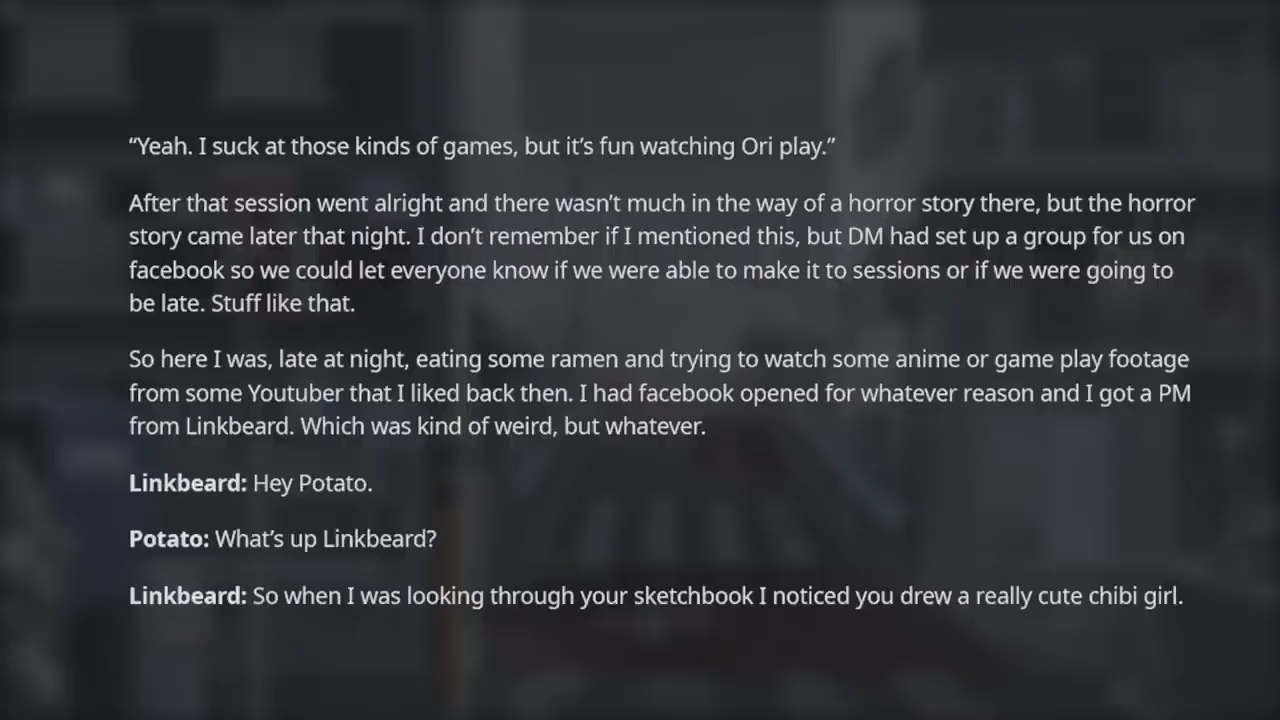 “Yeah. I suck at those kinds of games, but it’s fun watching Ori play.”
After that session went alright and there wasn’t much in the way of a horror story there, but the horror
story came later that night. I don’t remember if I mentioned this, but DM had set up a group for us on
facebook so we could let everyone know if we were able to make it to sessions or if we were going to
be late. Stuff like that.
So here I was, late at night, eating some ramen and trying to watch some anime or game play footage
from some Youtuber that I liked back then. I had facebook opened for whatever reason and I got a PM
from Linkbeard. Which was kind of weird, but whatever.
Linkbeard: Hey Potato.
Potato: What’s up Linkbeard?
Linkbeard: So when I was looking through your sketchbook I noticed you drew a really cute chibi girl.